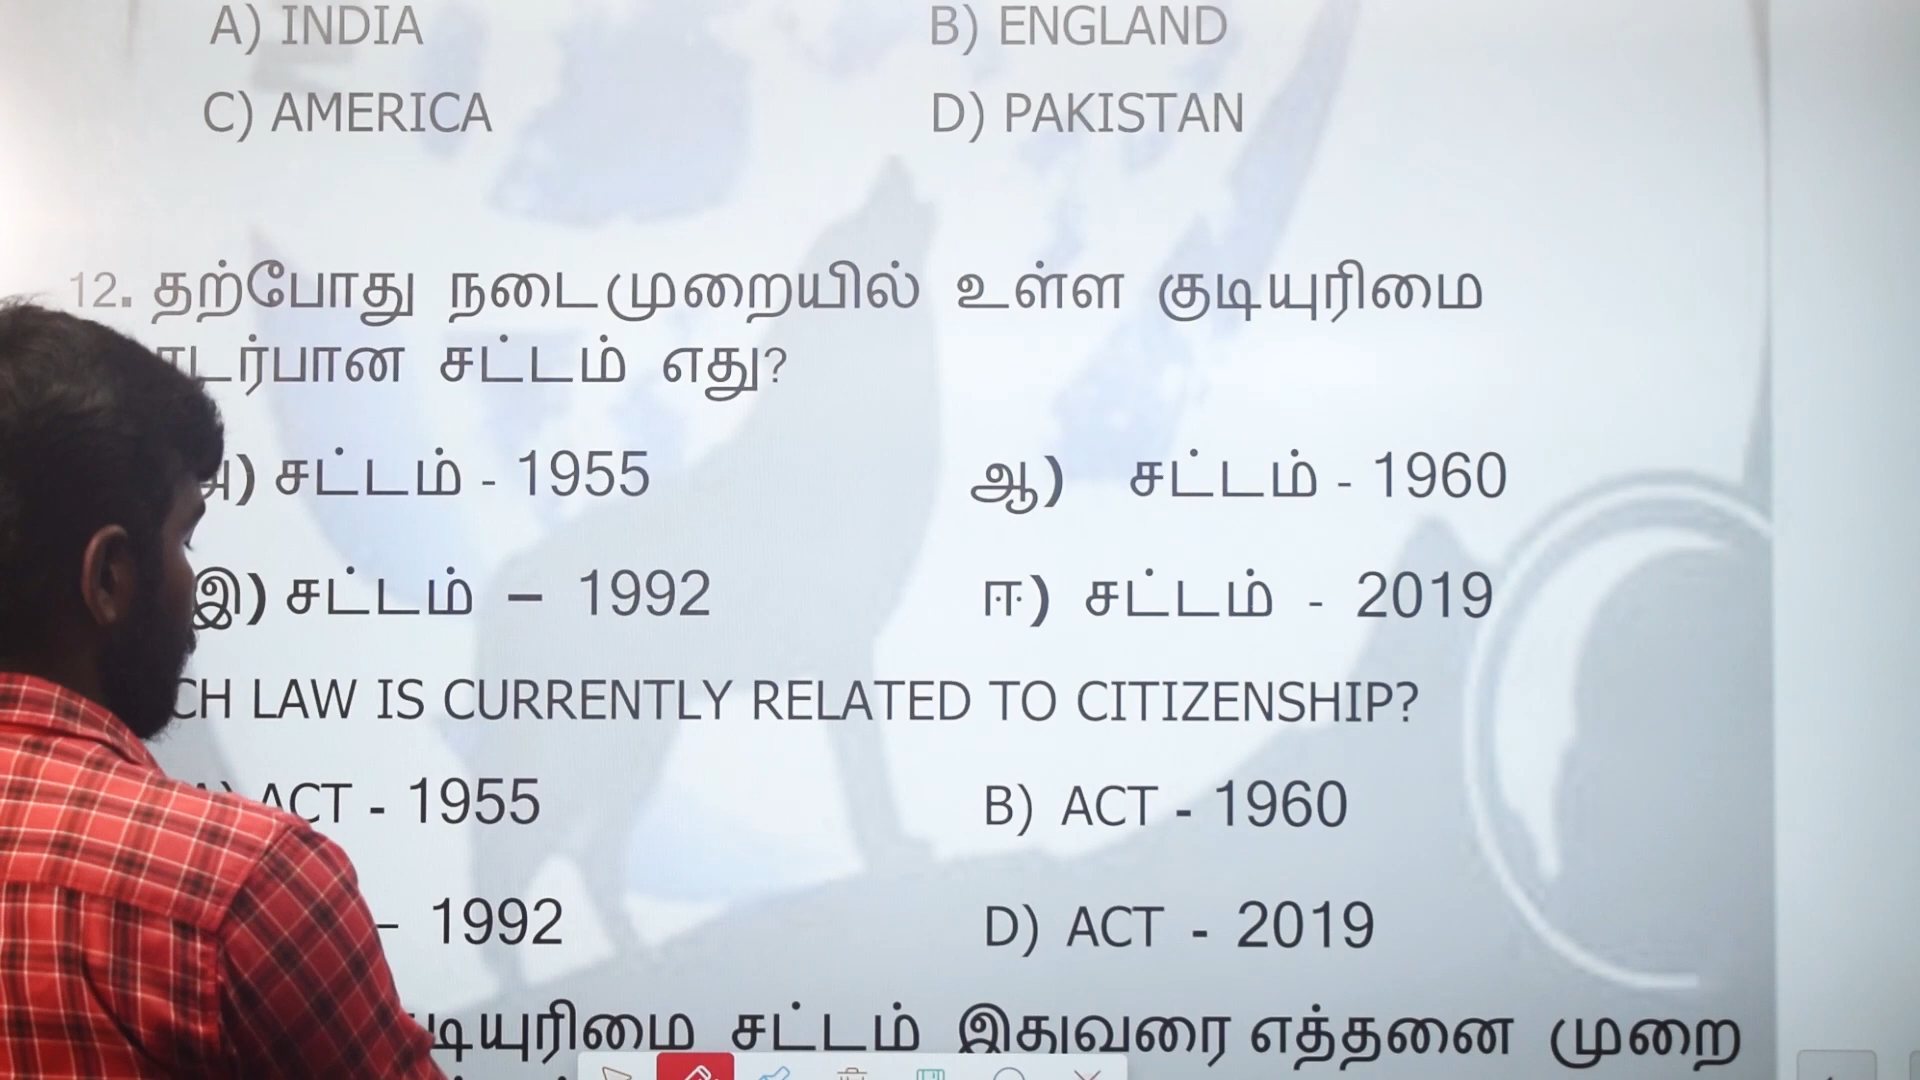 A) INDIA B) ENGLAND
C) AMERICA D) PAKISTAN
12. தற்போது நடைமுறையில் உள்ள குடியுரிமை
சட்டம் எது?
சட்டம் - 1955 ஆ) சட்டம் - 1960
இ) சட்டம் – 1992 ஈ) சட்டம் - 2019
LAW IS CURRENTLY RELATED TO CITIZENSHIP?
ACT - 1955 B) ACT - 1960
– 1992 D) ACT - 2019
சட்டம் இதுவரை எத்தனை முறை